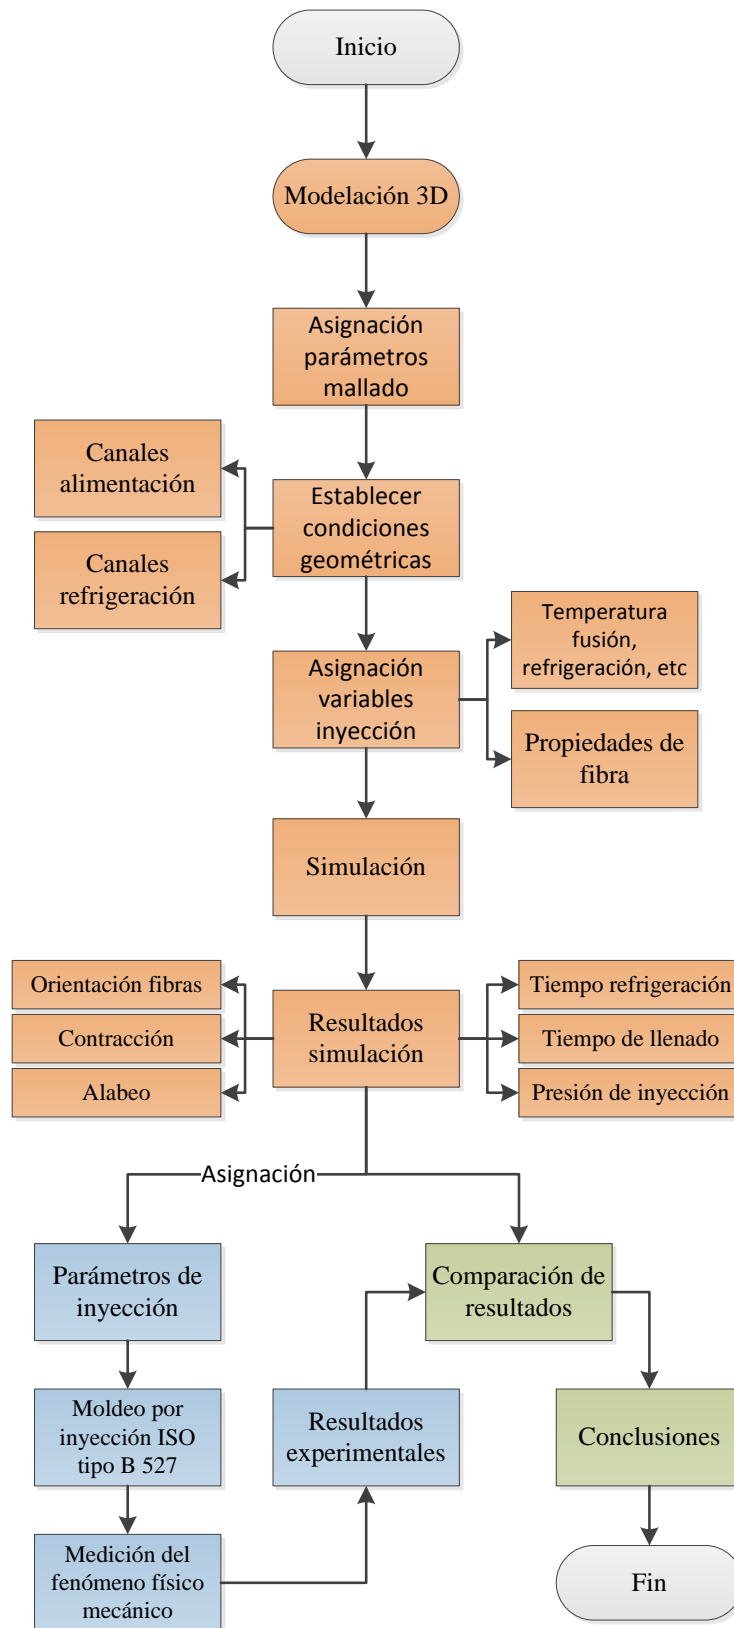 Inicio
Modelación 3D
Asignación
parámetros
mallado
Canales
alimentación
Establecer
condiciones
geométricas
Canales
refrigeración
Temperatura
fusión,
refrigeración, etc
Asignación
variables
inyección
Propiedades de
fibra
Simulación
Orientación fibras
Contracción
Alabeo
Resultados
simulación
Tiempo refrigeración
Tiempo de llenado
Presión de inyección
Asignación
Parámetros de
inyección
Comparación de
resultados
Moldeo por
inyección ISO
tipo B 527
Resultados
experimentales
Conclusiones
Medición del
fenómeno físico
mecánico
Fin